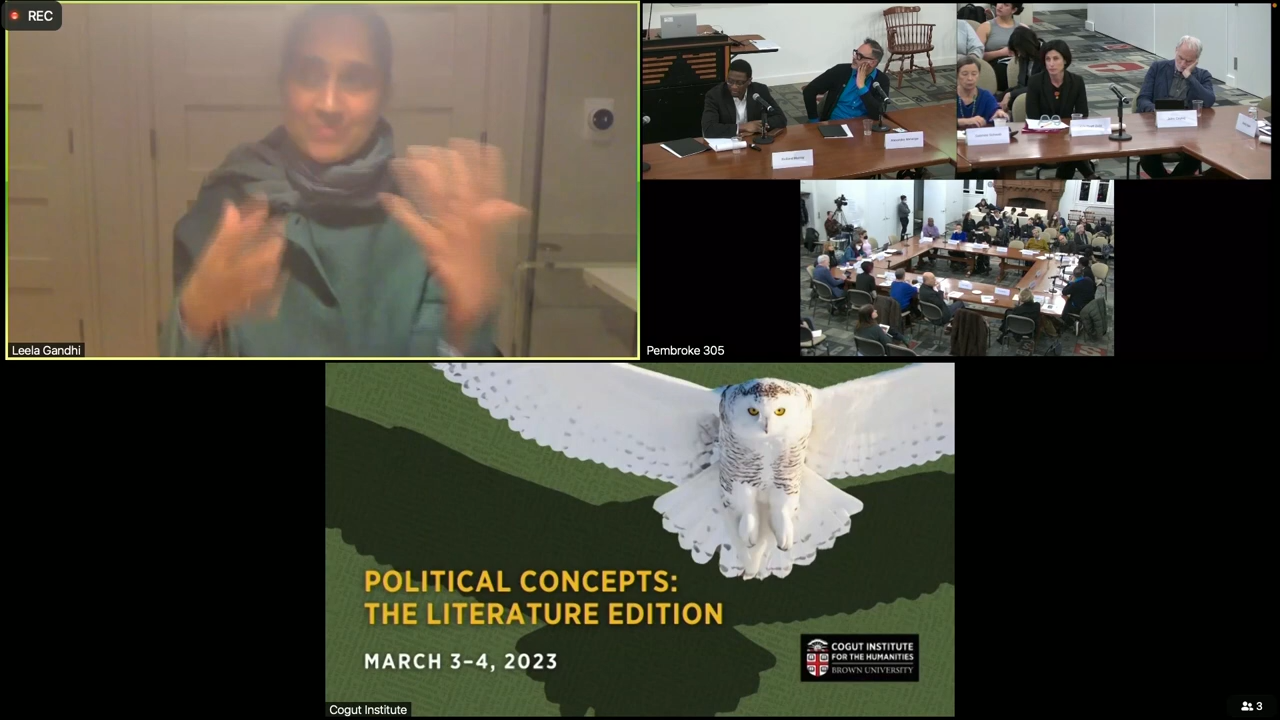 REC
Leela Gandhi
Pembroke 305
POLITICAL CONCEPTS:
THE LITERATURE EDITION
MARCH 3–4, 2023
COGUT INSTITUTE
FOR THE HUMANITIES
BROWN UNIVERSITY
Cogut Institute
3